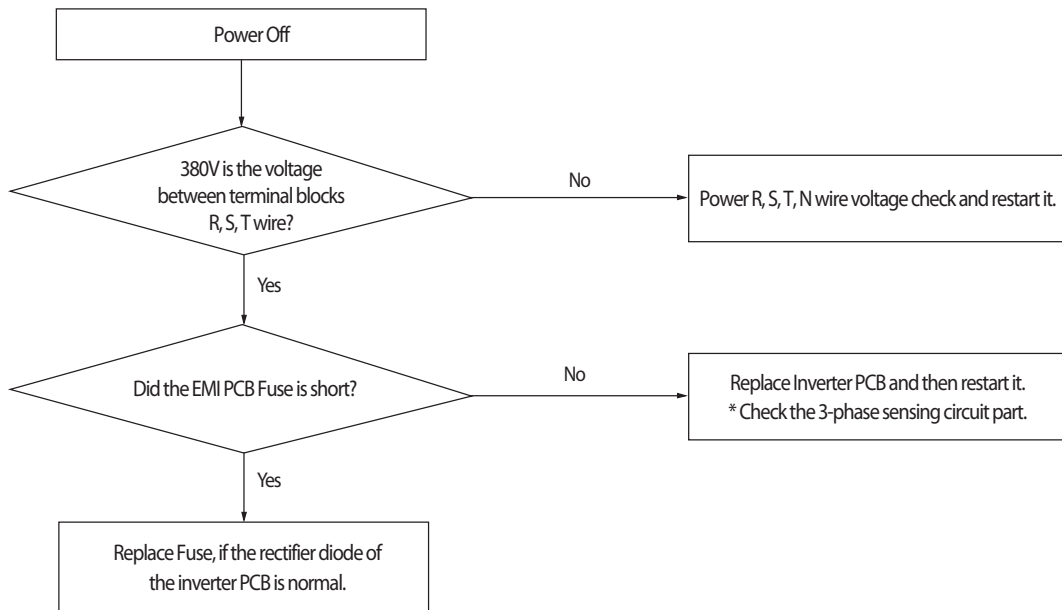 Power Off
380V is the voltage
between terminal blocks
R, S, T wire?
No
Power R, S, T, N wire voltage check and restart it.
Yes
Did the EMI PCB Fuse is short?
No
Replace Inverter PCB and then restart it.
* Check the 3-phase sensing circuit part.
Yes
Replace Fuse, if the rectifier diode of
the inverter PCB is normal.